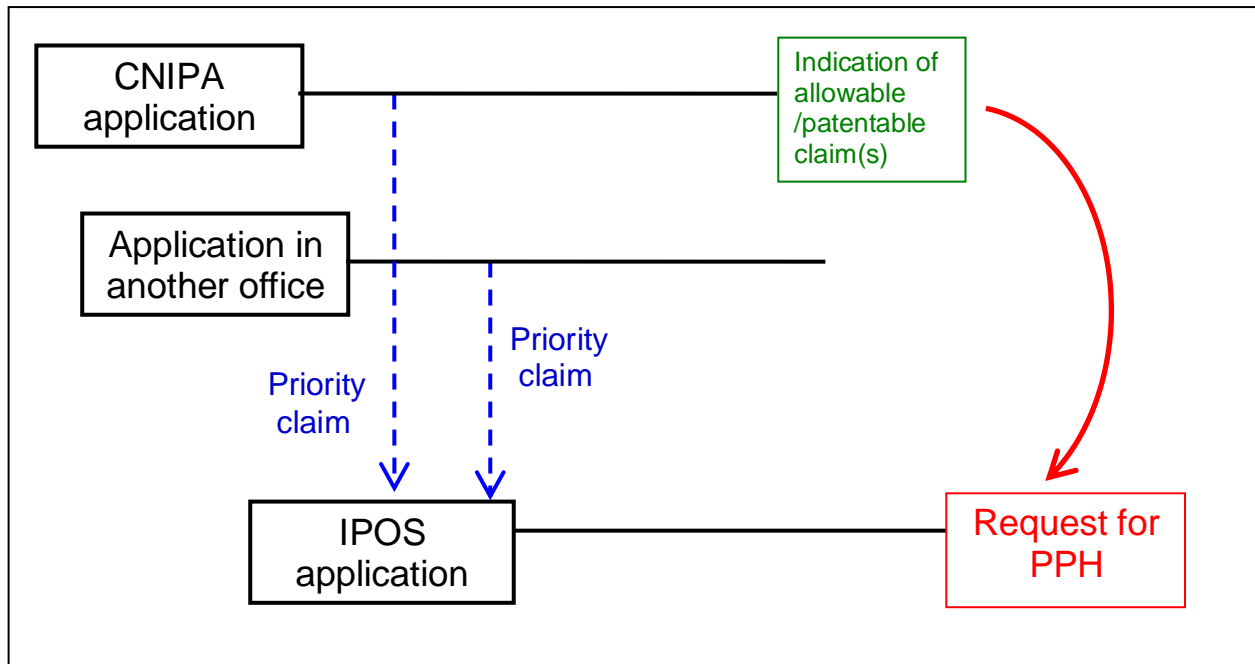 CNIPA
application
Indication of
allowable
/patentable
claim(s)
Application in
another office
Priority
claim
Priority
claim
IPOS
application
Request for
PPH